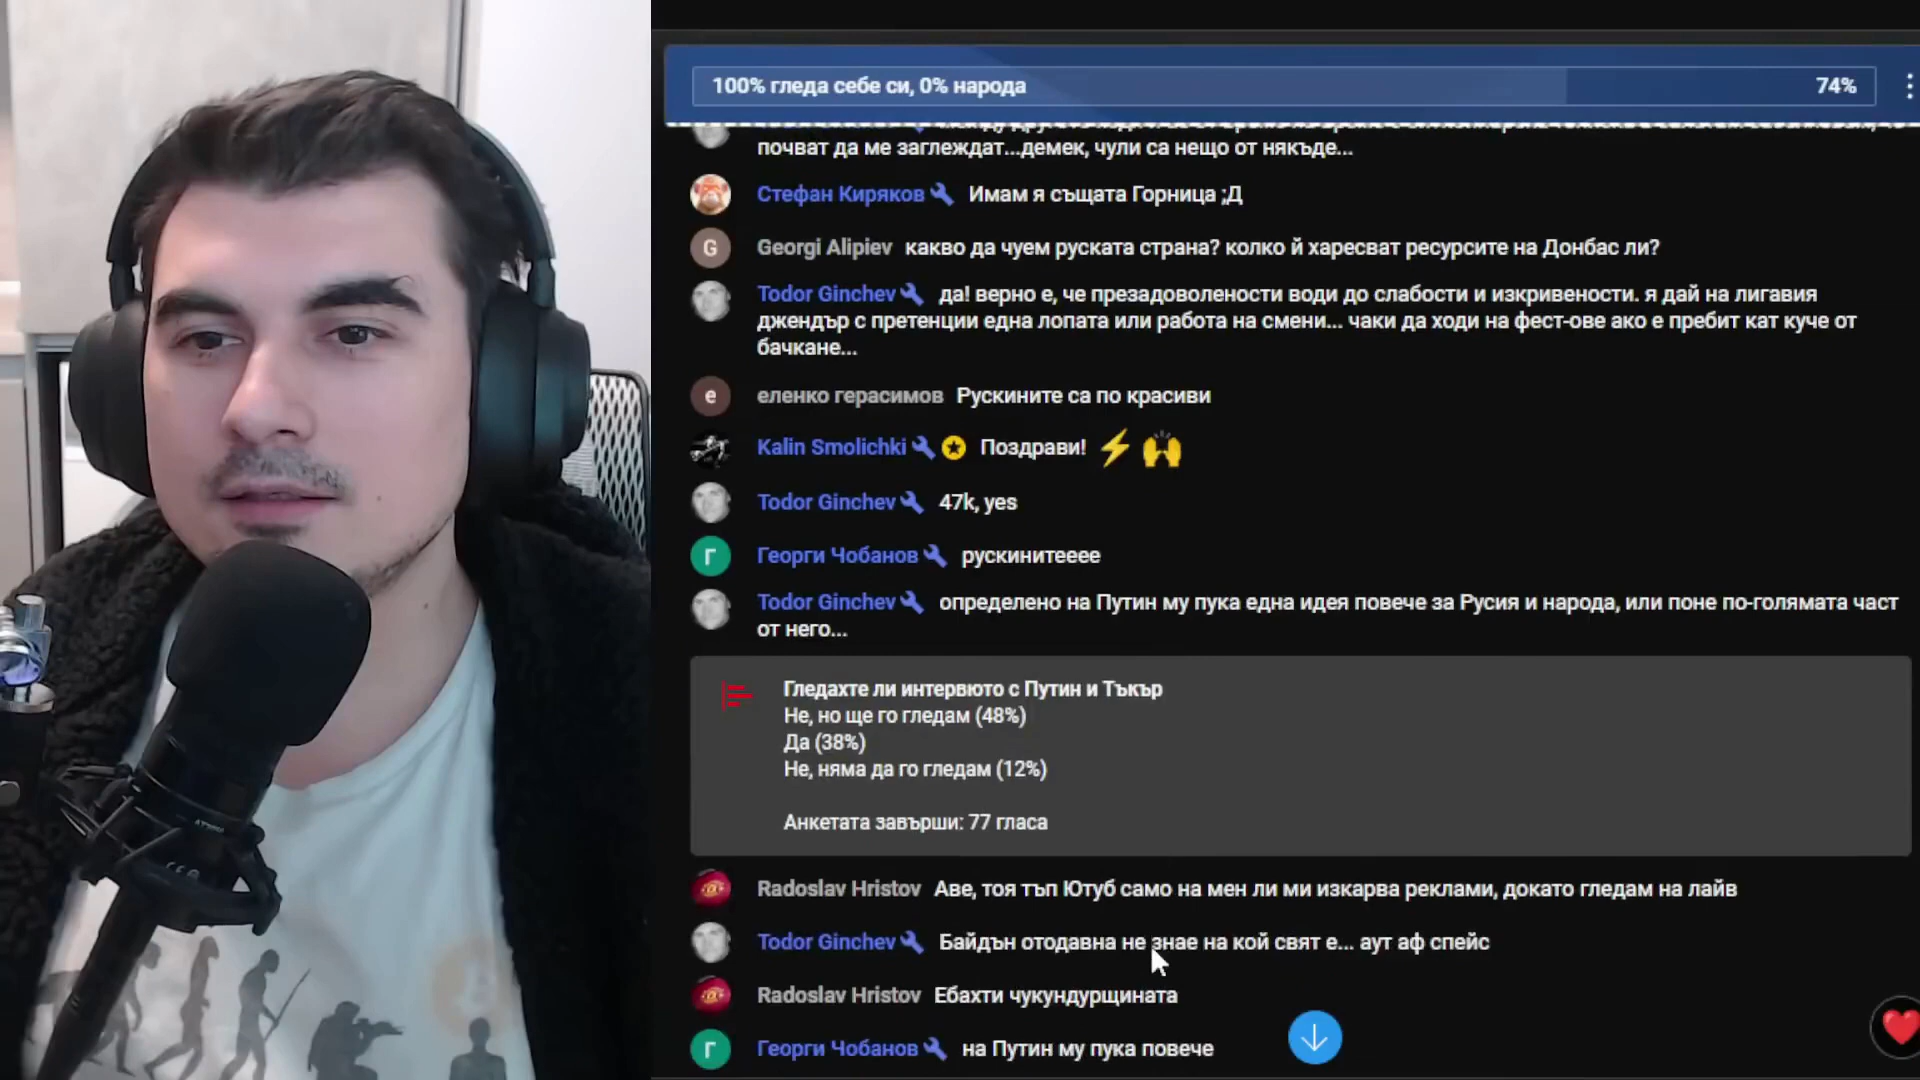 100% гледа себе си, 0% народа
74%
почват да ме заглеждат...демек, чули са нещо от някъде...
Стефан Киряков Имам я същата Горница ;Д
G
Georgi Alipiev какво да чуем руската страна? колко й харесват ресурсите на Донбас ли?
Todor Ginchev да! верно е, че презадоволености води до слабости и изкривености. я дай на лигавия
джендър с претенции една лопата или работа на смени... чаки да ходи на фест-ове ако е пребит кат куче от
бачкане...
е
еленко герасимов Рускините са по красиви
Kalin Smolichki Поздрави! ⚡🙌
Todor Ginchev 47k, yes
Г
Георги Чобанов рускинитееее
Todor Ginchev определено на Путин му пука една идея повече за Русия и народа, или поне по-голямата част
от него...
Гледахте ли интервюто с Путин и Тъкър
Не, но ще го гледам (48%)
Да (38%)
Не, няма да го гледам (12%)
Анкетата завърши: 77 гласа
Radoslav Hristov Аве, тоя тъп Ютуб само на мен ли ми изкарва реклами, докато гледам на лайв
Todor Ginchev Байдън отодавна не знае на кой свят е... аут аф спейс
Radoslav Hristov Ебахти чукундурщината
Г
Георги Чобанов на Путин му пука повече